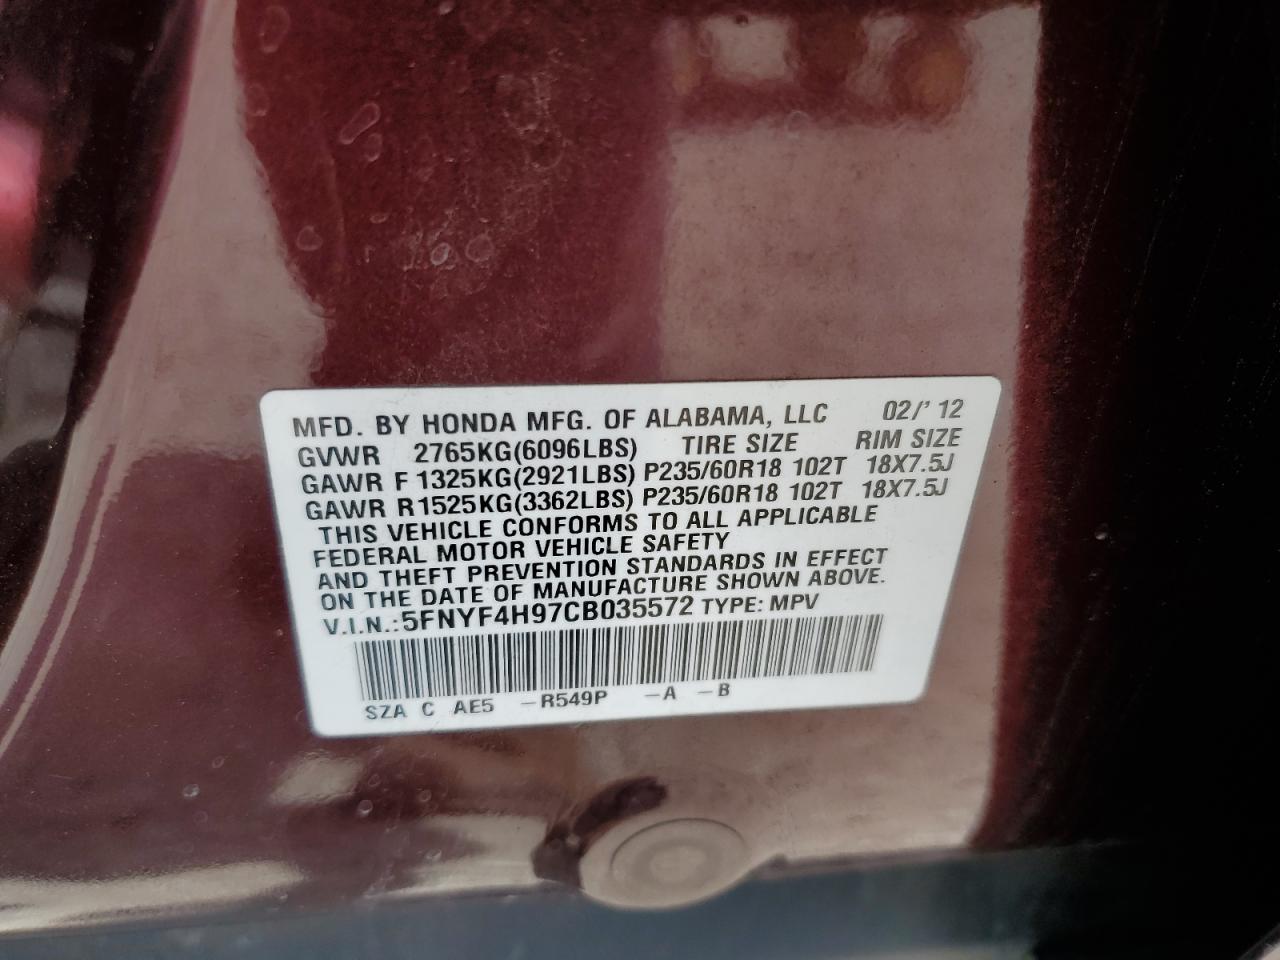 MFD. BY HONDA MFG. OF ALABAMA, LLC 02/' 12
GVWR 2765KG(6096LBS) TIRE SIZE RIM SIZE
GAWR F 1325KG(2921LBS) P235/60R18 102T 18X7.5J
GAWR R 1525KG(3362LBS) P235/60R18 102T 18X7.5J
THIS VEHICLE CONFORMS TO ALL APPLICABLE
FEDERAL MOTOR VEHICLE SAFETY
AND THEFT PREVENTION STANDARDS IN EFFECT
ON THE DATE OF MANUFACTURE SHOWN ABOVE.
V.I.N.:5FNYF4H97CB035572 TYPE: MPV
SZA C AE5 -R549P -A -B